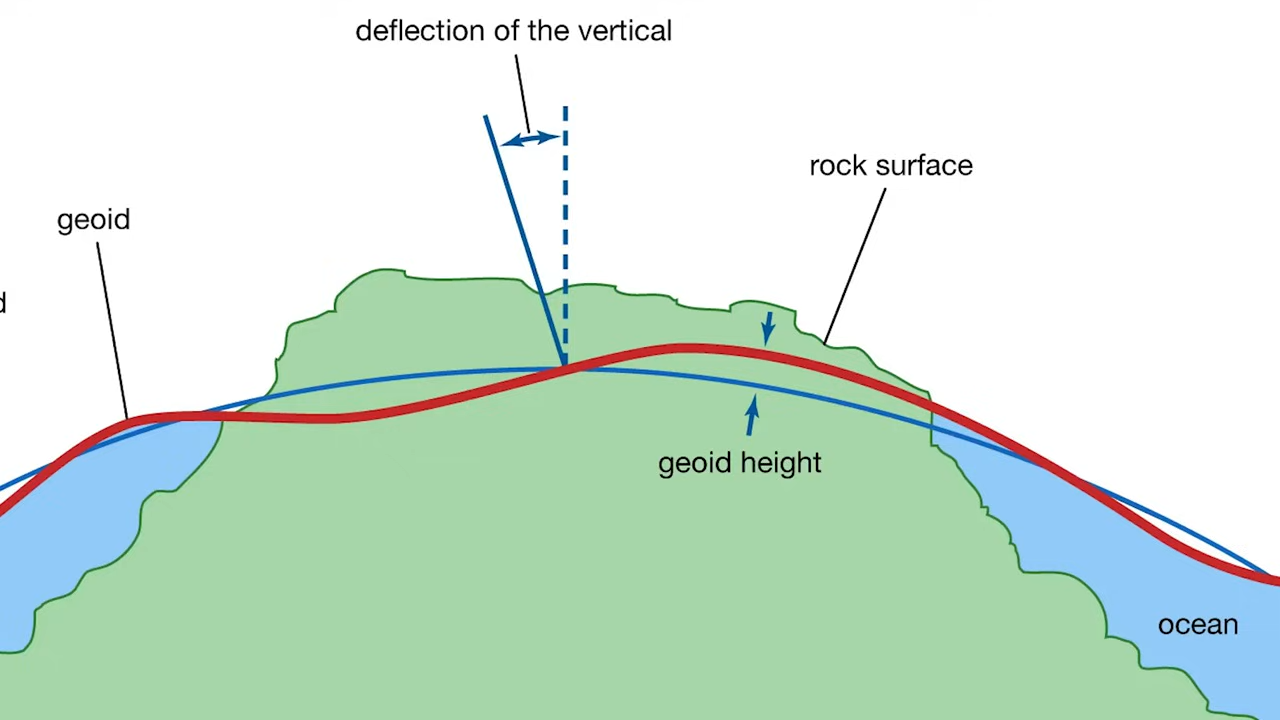 deflection of the vertical
rock surface
geoid
d
geoid height
ocean